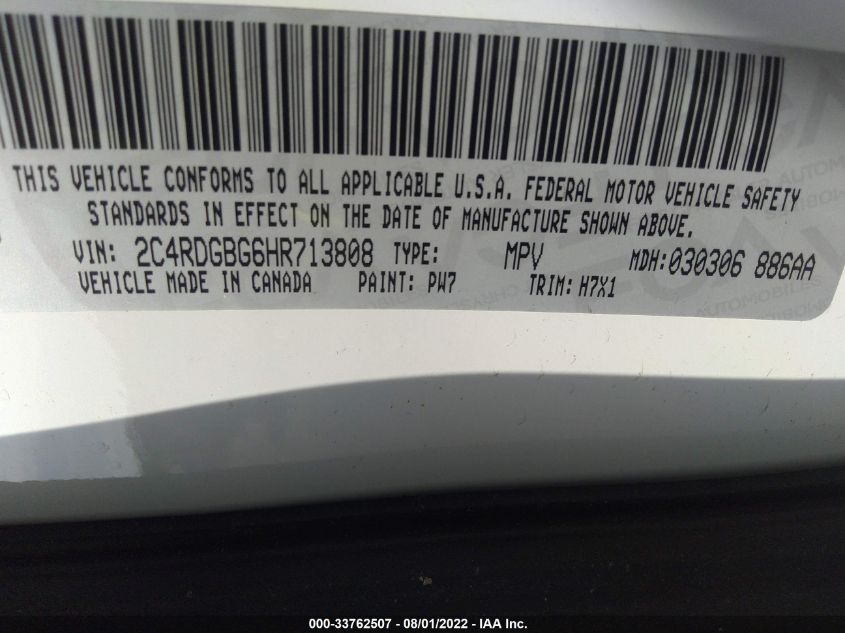 THIS VEHICLE CONFORMS TO ALL APPLICABLE U.S.A. FEDERAL MOTOR VEHICLE SAFETY
STANDARDS IN EFFECT ON THE DATE OF MANUFACTURE SHOWN ABOVE.
VIN: 2C4RDGBG6HR713808 TYPE: MPV MDH: 030306 886AA
VEHICLE MADE IN CANADA PAINT: PW7 TRIM: H7X1
000-33762507 - 08/01/2022 - IAA Inc.